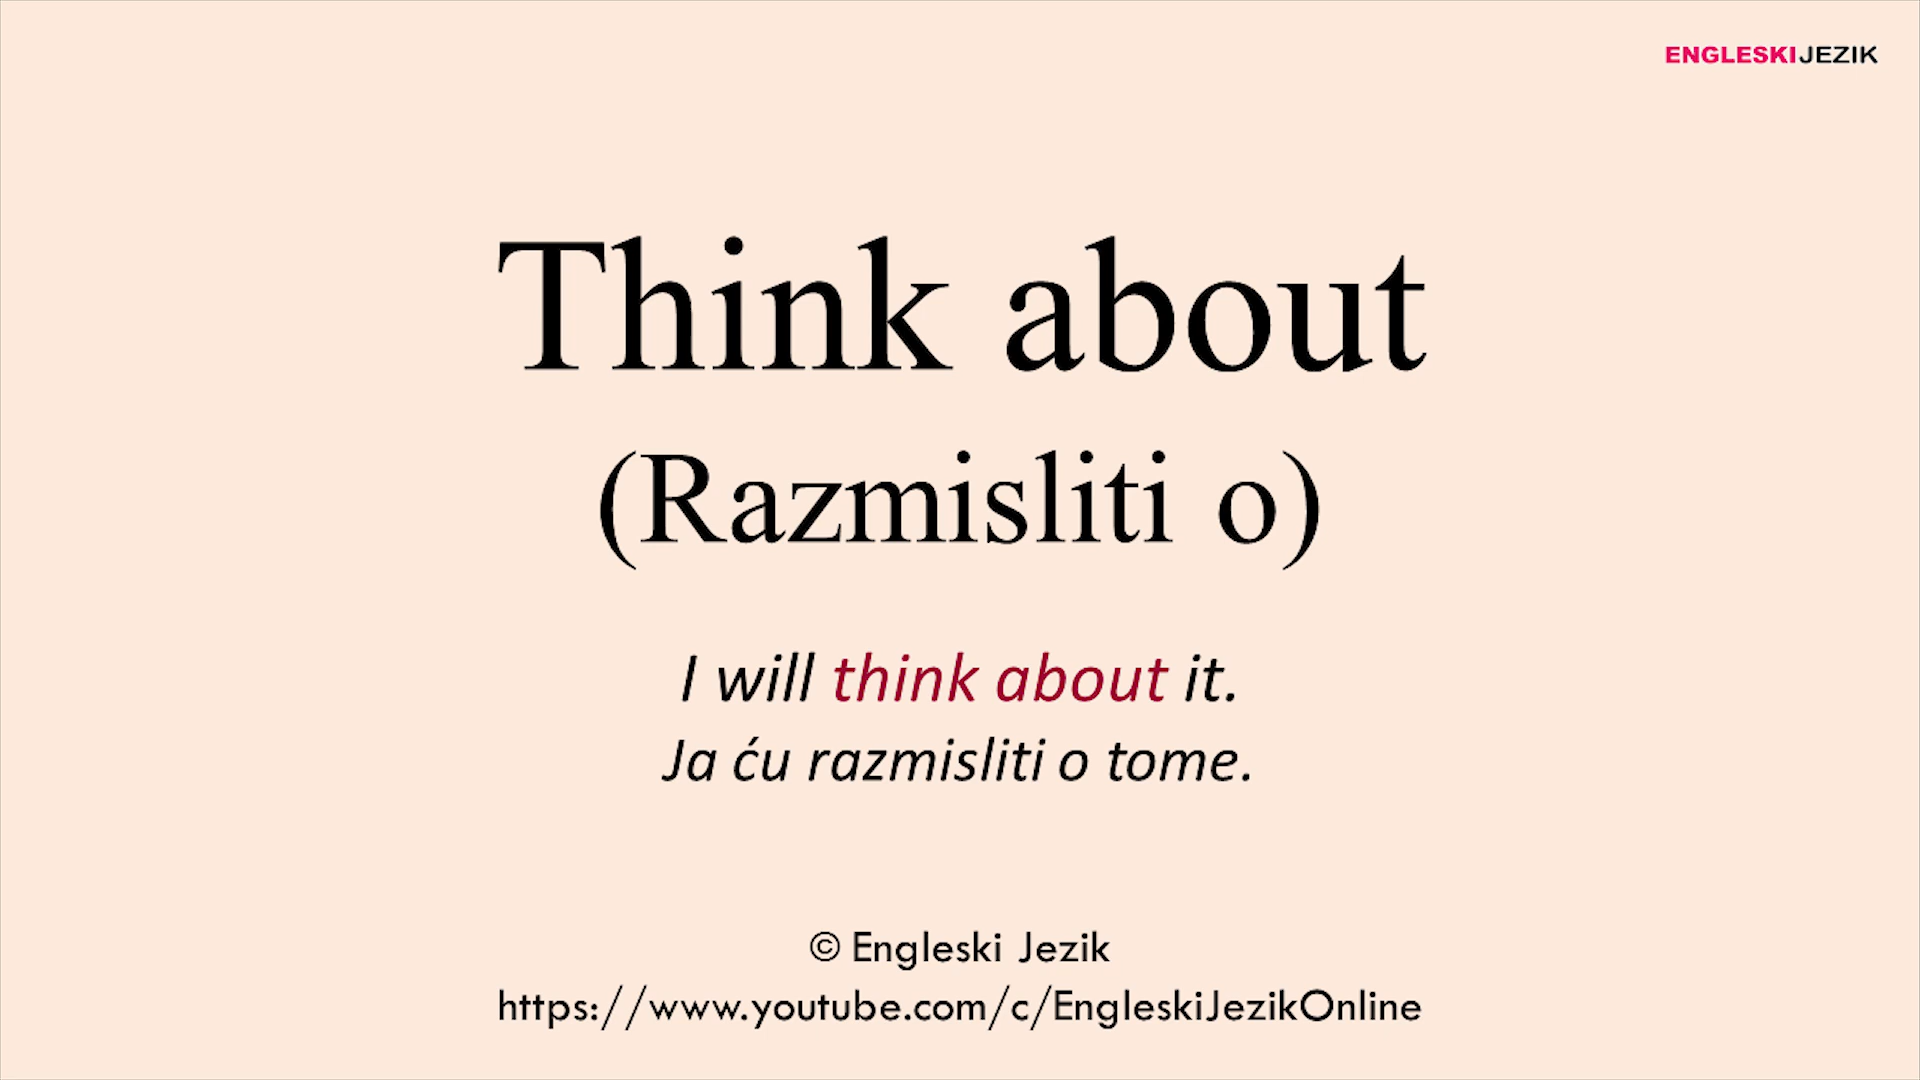 ENGLESKIJEZIK
Think about
(Razmisliti o)
I will think about it.
Ja ću razmisliti o tome.
© Engleski Jezik
https://www.youtube.com/c/EngleskiJezikOnline